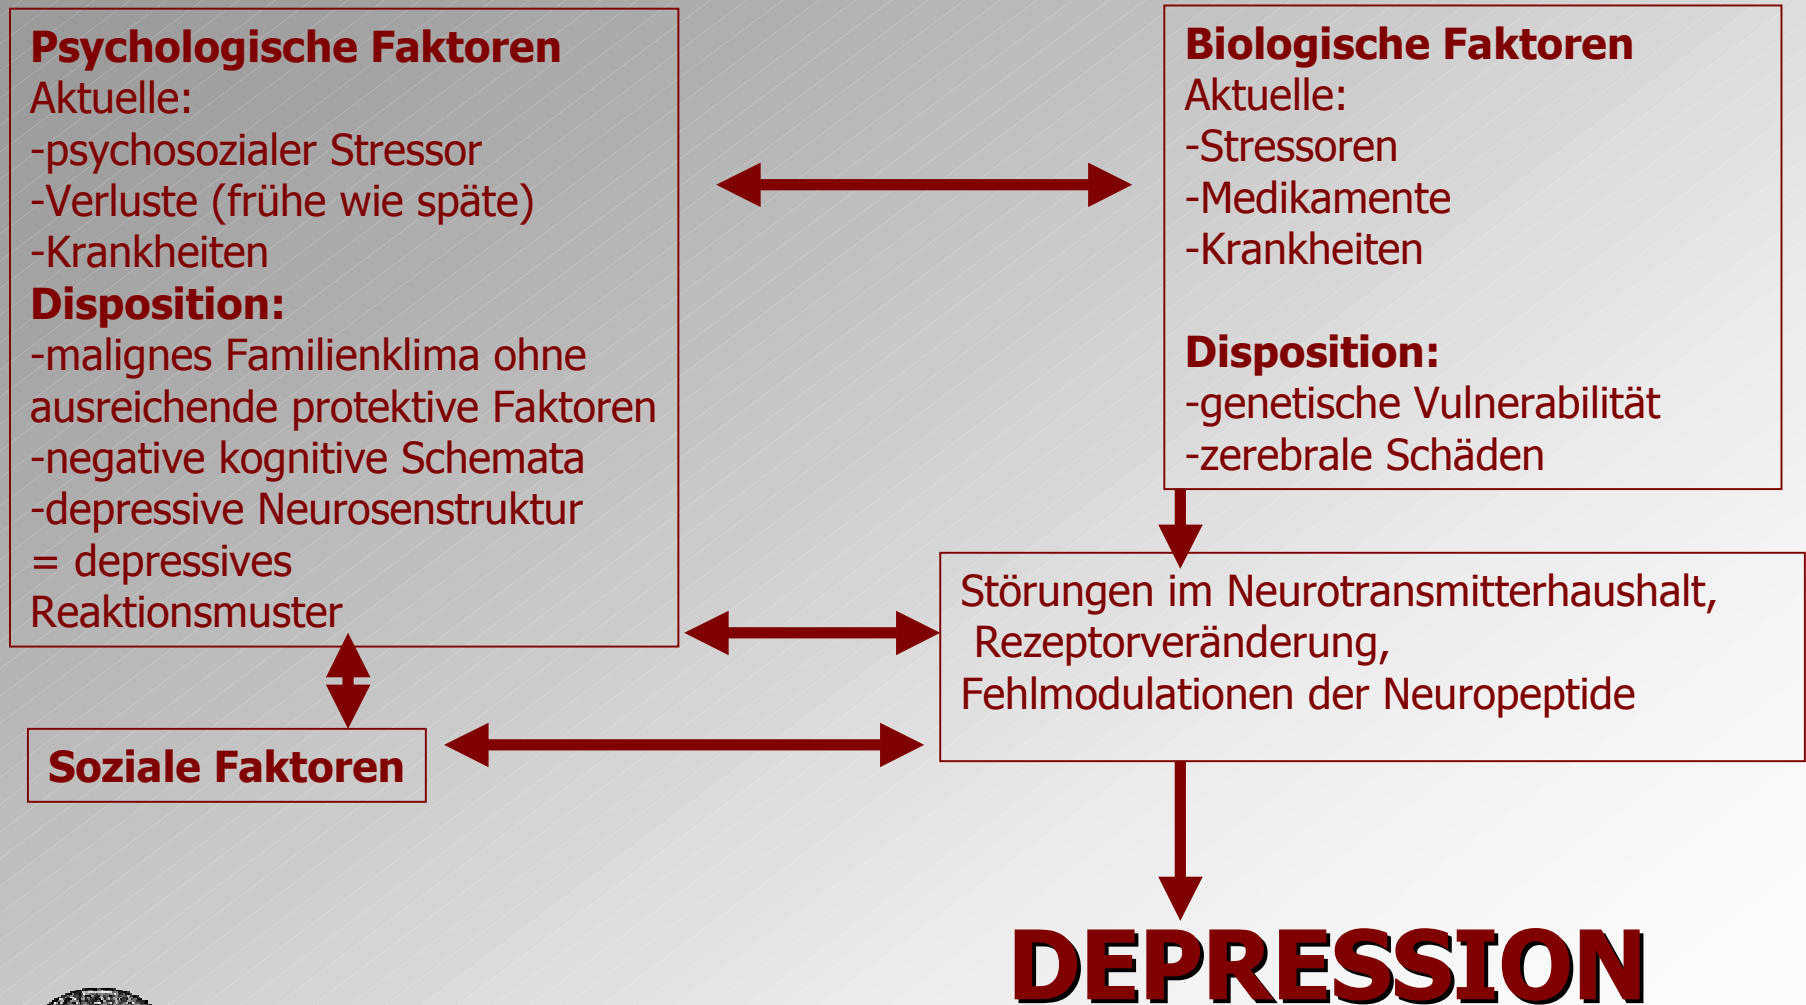 Psychologische Faktoren
Aktuelle:
-psychosozialer Stressor
-Verluste (frühe wie späte)
-Krankheiten
Disposition:
-malignes Familienklima ohne
ausreichende protektive Faktoren
-negative kognitive Schemata
-depressive Neurosenstruktur
= depressives
Reaktionsmuster
Biologische Faktoren
Aktuelle:
-Stressoren
-Medikamente
-Krankheiten
Disposition:
-genetische Vulnerabilität
-zerebrale Schäden
Störungen im Neurotransmitterhaushalt,
Rezeptorveränderung,
Fehlmodulationen der Neuropeptide
Soziale Faktoren
DEPRESSION